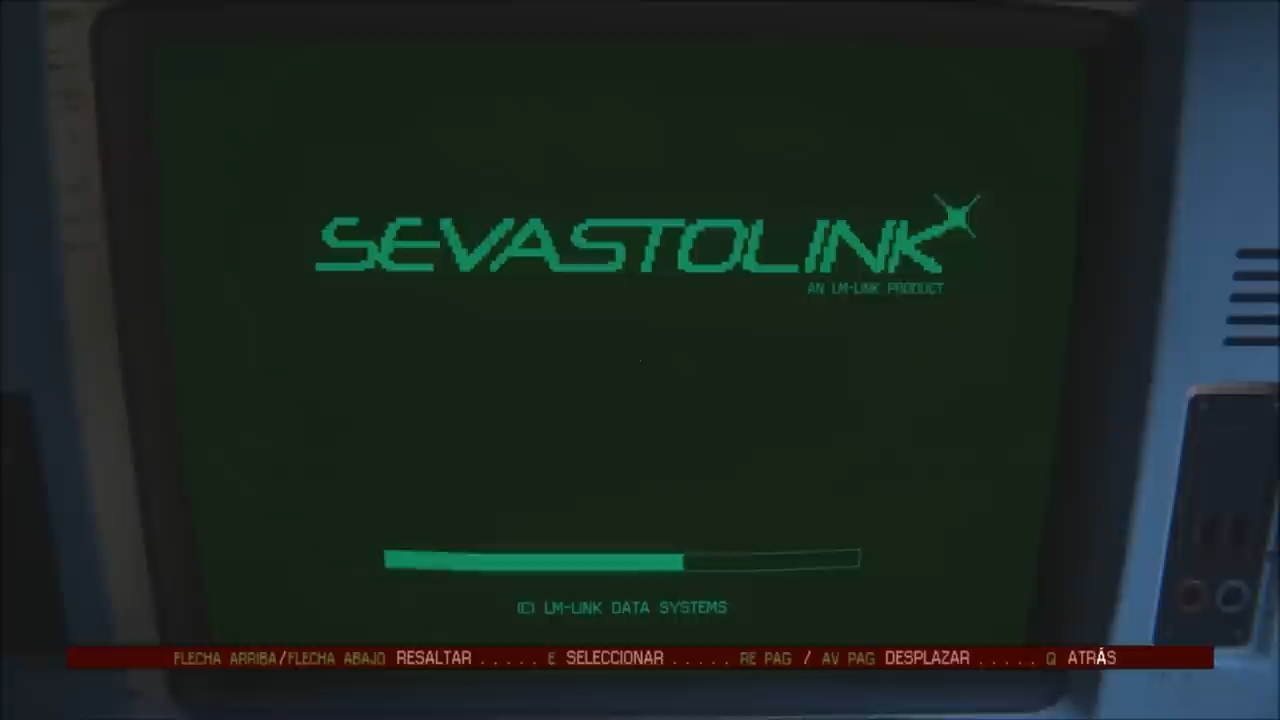 SEVASTOLINK
AN LM-LINK PRODUCT
(C) LM-LINK DATA SYSTEMS
FLECHA ARRIBA/FLECHA ABAJO RESALTAR ..... E SELECCIONAR ..... RE PAG / AV PAG DESPLAZAR ..... Q ATRÁS